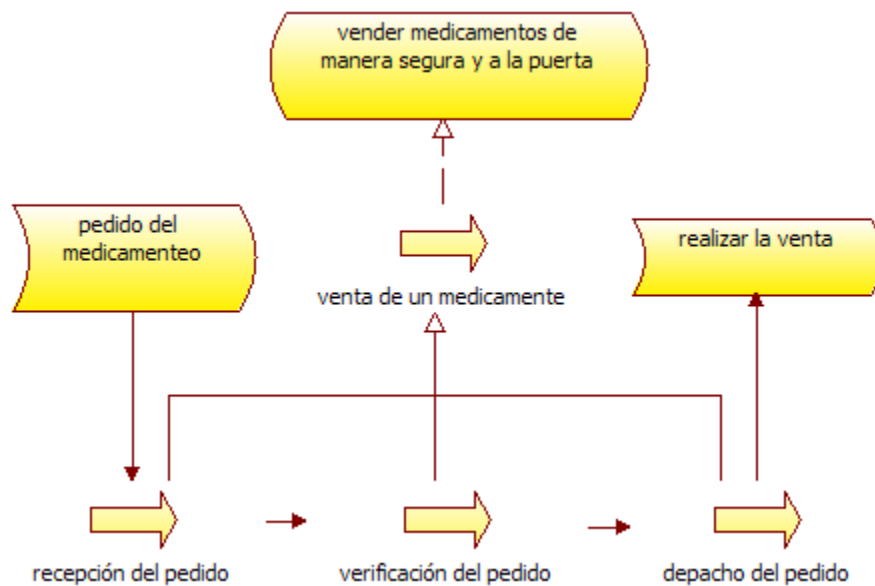 vender medicamentos de
manera segura y a la puerta
pedido del
medicamenteo
realizar la venta
venta de un medicamente
recepción del pedido
verificación del pedido
depacho del pedido